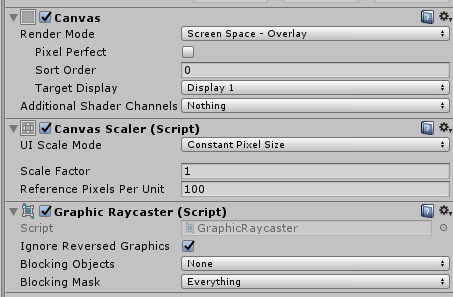 Canvas
Render Mode Screen Space - Overlay
Pixel Perfect
Sort Order 0
Target Display Display 1
Additional Shader Channels Nothing
Canvas Scaler (Script)
UI Scale Mode Constant Pixel Size
Scale Factor 1
Reference Pixels Per Unit 100
Graphic Raycaster (Script)
Script GraphicRaycaster
Ignore Reversed Graphics
Blocking Objects None
Blocking Mask Everything